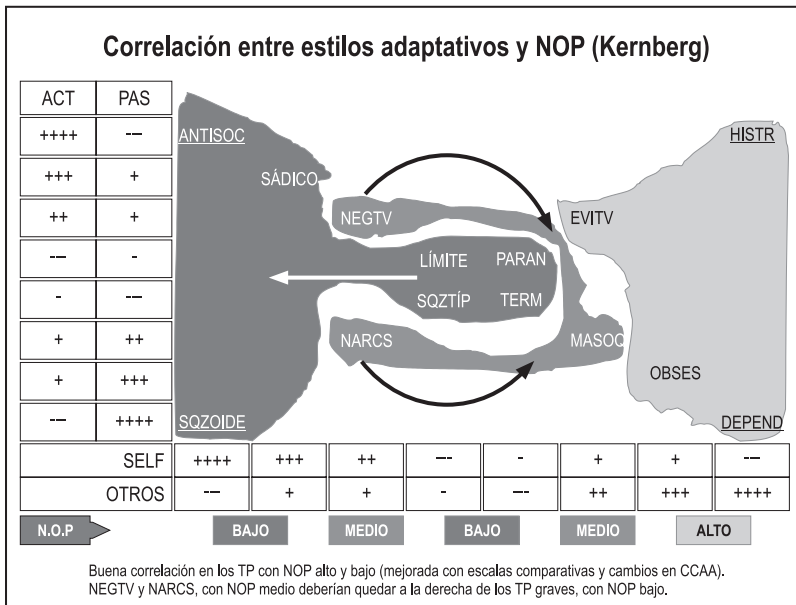 Correlación entre estilos adaptativos y NOP (Kernberg)
ACT PAS
++++ ---
+++ +
++ +
--- -
- ---
+ ++
+ +++
--- ++++
ANTISOC
HISTR
SÁDICO
NEGTV
EVITV
LÍMITE PARAN
SQZTÍP TERM
NARCS
MASOQ
OBSES
SQZOIDE
DEPEND
SELF ++++ +++ ++ --- - + + ---
OTROS --- + + - --- ++ +++ ++++
N.O.P BAJO MEDIO BAJO MEDIO ALTO
Buena correlación en los TP con NOP alto y bajo (mejorada con escalas comparativas y cambios en CCAA).
NEGTV y NARCS, con NOP medio deberían quedar a la derecha de los TP graves, con NOP bajo.